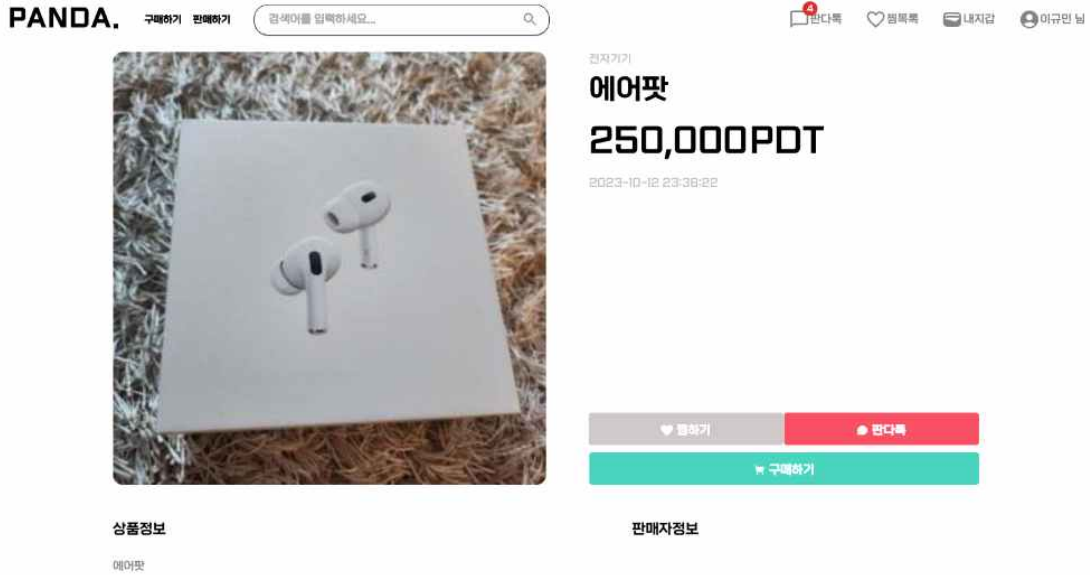 PANDA. 구매하기 판매하기 검색어를 입력하세요... 4 판다톡 찜목록 내지갑 이규민 님
전자기기
에어팟
250,000PDT
2023-10-12 23:36:22
찜하기 판다톡
구매하기
상품정보 판매자정보
에어팟